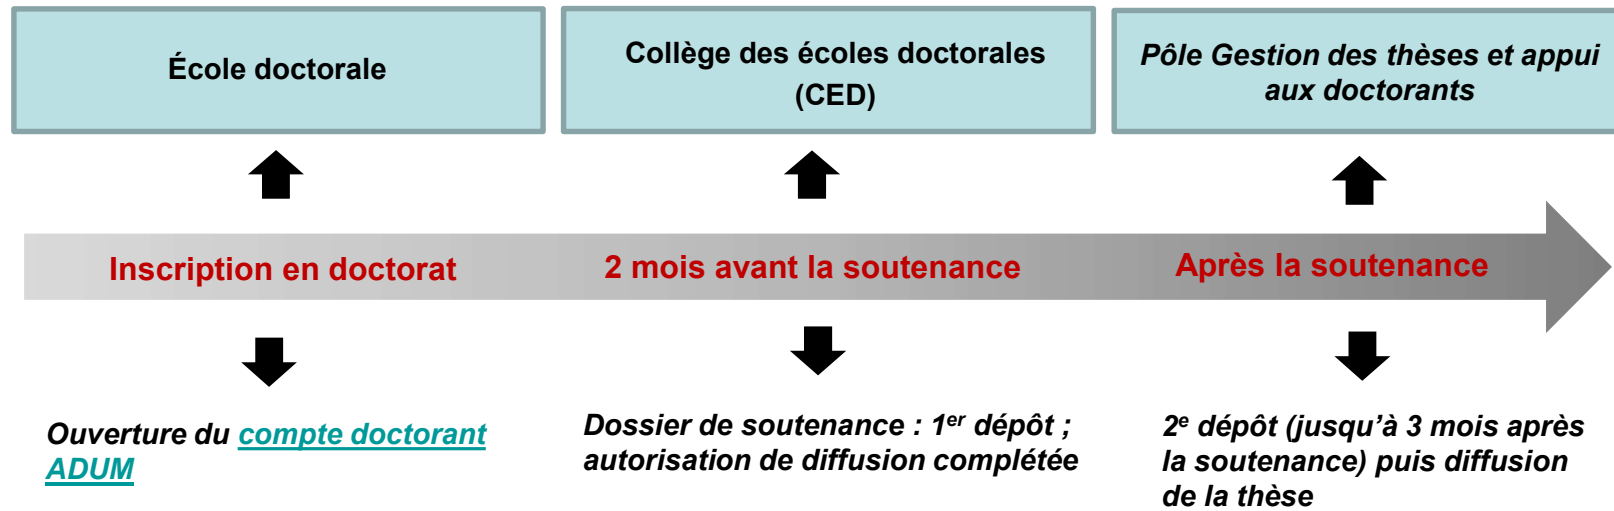 École doctorale
Collège des écoles doctorales
(CED)
Pôle Gestion des thèses et appui
aux doctorants
Inscription en doctorat
2 mois avant la soutenance
Après la soutenance
Ouverture du compte doctorant
ADUM
Dossier de soutenance : 1er dépôt ;
autorisation de diffusion complétée
2e dépôt (jusqu’à 3 mois après
la soutenance) puis diffusion
de la thèse